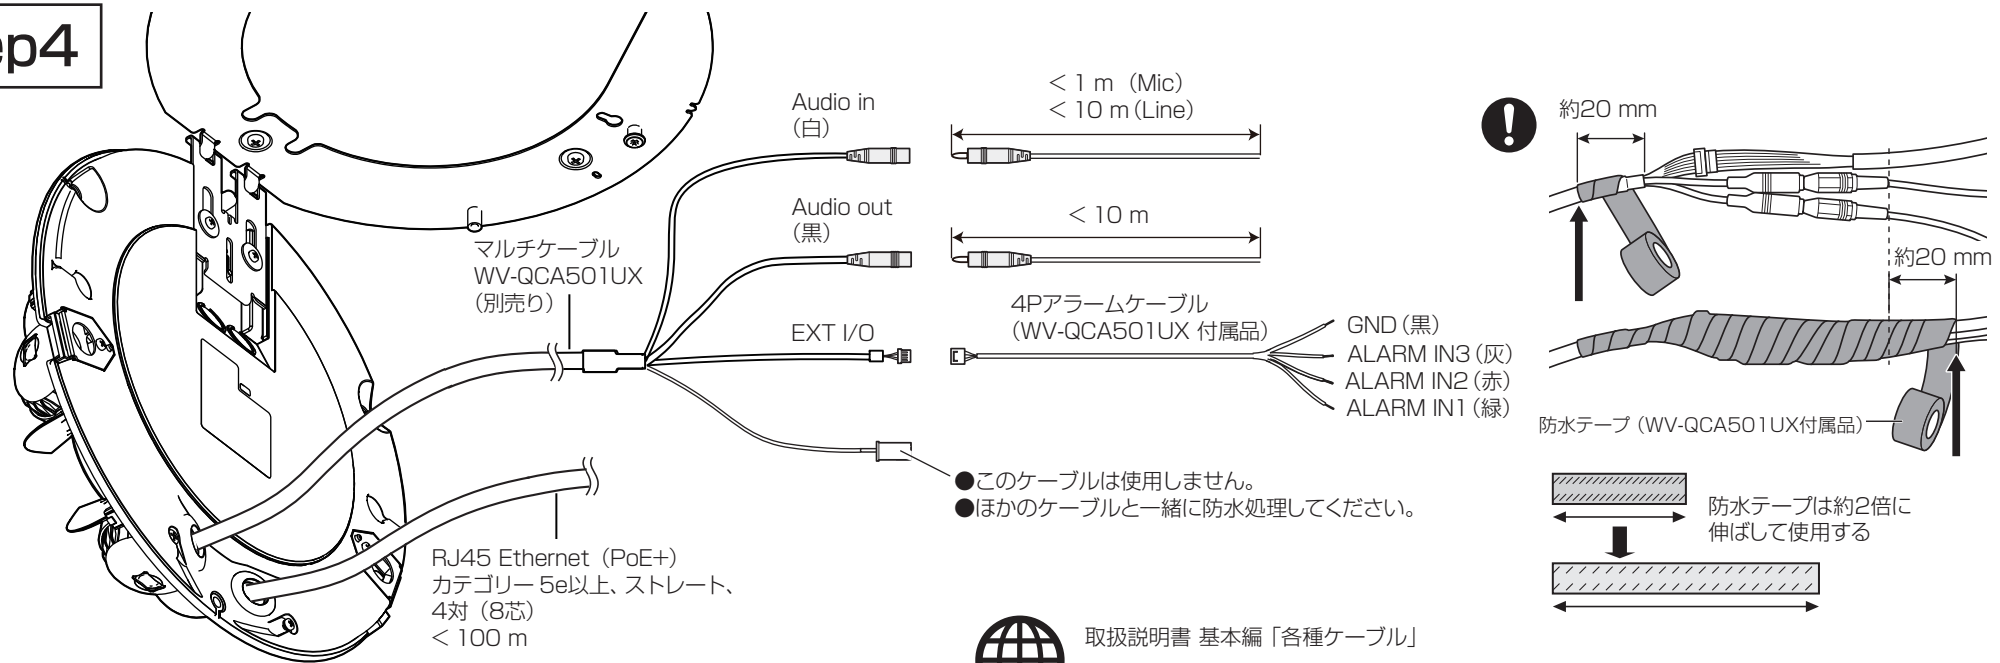 ep4
Audio in
（白）
< 1 m（Mic）
< 10 m（Line）
Audio out
（黒）
< 10 m
マルチケーブル
WV-QCA501UX
（別売り）
EXT I/O
4Pアラームケーブル
（WV-QCA501UX 付属品）
GND（黒）
ALARM IN3（灰）
ALARM IN2（赤）
ALARM IN1（緑）
●このケーブルは使用しません。
●ほかのケーブルと一緒に防水処理してください。
RJ45 Ethernet（PoE+）
カテゴリー 5e以上、ストレート、
4対（8芯）
< 100 m
取扱説明書 基本編「各種ケーブル」
約20 mm
約20 mm
防水テープ（WV-QCA501UX付属品）
防水テープは約2倍に
伸ばして使用する